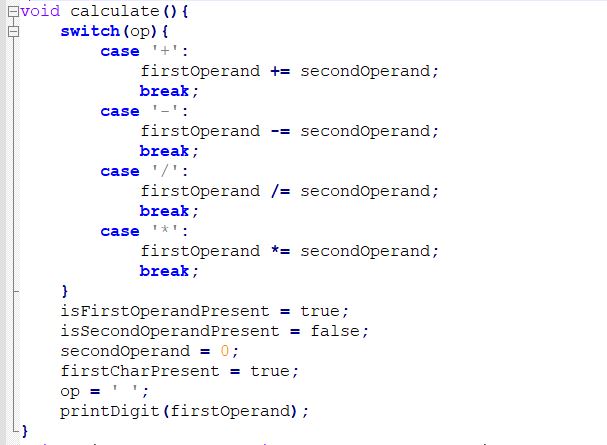 void calculate(){
switch(op){
case '+':
firstOperand += secondOperand;
break;
case '-':
firstOperand -= secondOperand;
break;
case '/':
firstOperand /= secondOperand;
break;
case '*':
firstOperand *= secondOperand;
break;
}
isFirstOperandPresent = true;
isSecondOperandPresent = false;
secondOperand = 0;
firstCharPresent = true;
op = ' ';
printDigit(firstOperand);
}